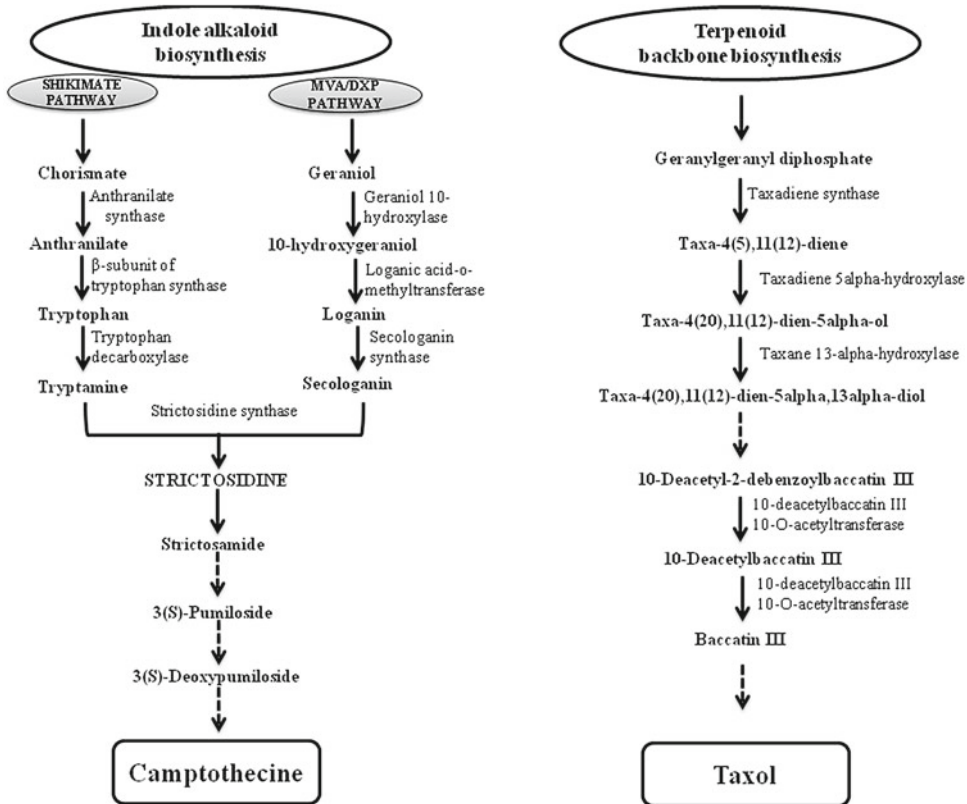 Indole alkaloid
biosynthesis
SHIKIMATE
PATHWAY
Chorismate
Anthranilate
synthase
Anthranilate
β-subunit of
tryptophan synthase
Tryptophan
Tryptophan
decarboxylase
Tryptamine
MVA/DXP
PATHWAY
Geraniol
Geraniol 10-
hydroxylase
10-hydroxygeraniol
Loganic acid-o-
methyltransferase
Loganin
Secologanin
synthase
Secologanin
Strictosidine synthase
STRICTOSIDINE
Strictosamide
3(S)-Pumiloside
3(S)-Deoxypumiloside
Camptothecine
Terpenoid
backbone biosynthesis
Geranylgeranyl diphosphate
Taxadiene synthase
Taxa-4(5),11(12)-diene
Taxadiene 5alpha-hydroxylase
Taxa-4(20),11(12)-dien-5alpha-ol
Taxane 13-alpha-hydroxylase
Taxa-4(20),11(12)-dien-5alpha,13alpha-diol
10-Deacetyl-2-debenzoylbaccatin III
10-deacetylbaccatin III
10-O-acetyltransferase
10-Deacetylbaccatin III
10-deacetylbaccatin III
10-O-acetyltransferase
Baccatin III
Taxol